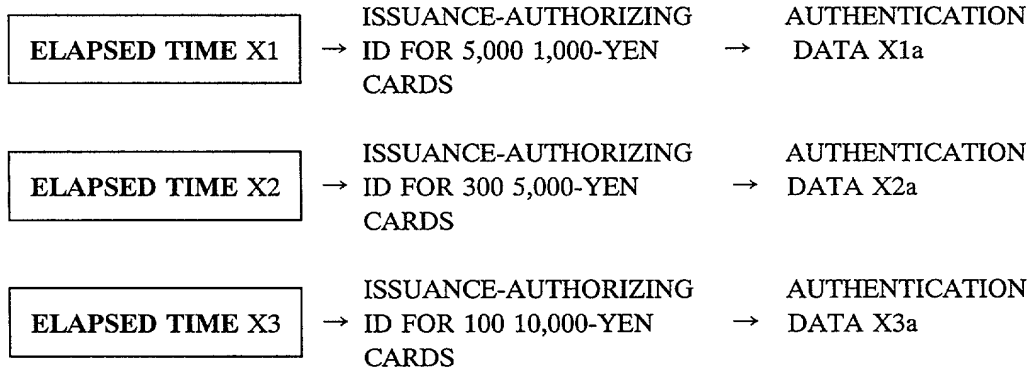 ELAPSED TIME X1 → ISSUANCE-AUTHORIZING ID FOR 5,000 1,000-YEN CARDS → AUTHENTICATION DATA X1a
ELAPSED TIME X2 → ISSUANCE-AUTHORIZING ID FOR 300 5,000-YEN CARDS → AUTHENTICATION DATA X2a
ELAPSED TIME X3 → ISSUANCE-AUTHORIZING ID FOR 100 10,000-YEN CARDS → AUTHENTICATION DATA X3a